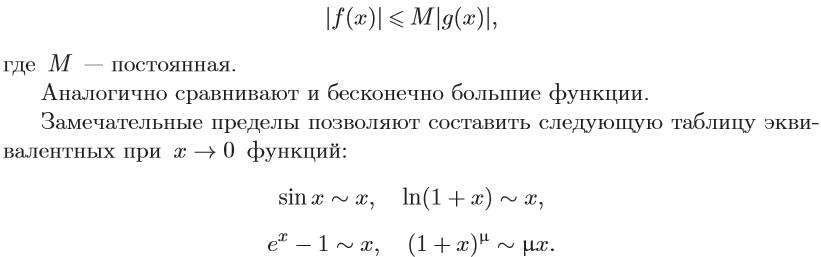 |f(x)| ⩽ M|g(x)|,
где M — постоянная.
Аналогично сравнивают и бесконечно большие функции.
Замечательные пределы позволяют составить следующую таблицу экви-
валентных при x → 0 функций:
sin x ∼ x, ln(1 + x) ∼ x,
eˣ − 1 ∼ x, (1 + x)^μ ∼ μx.